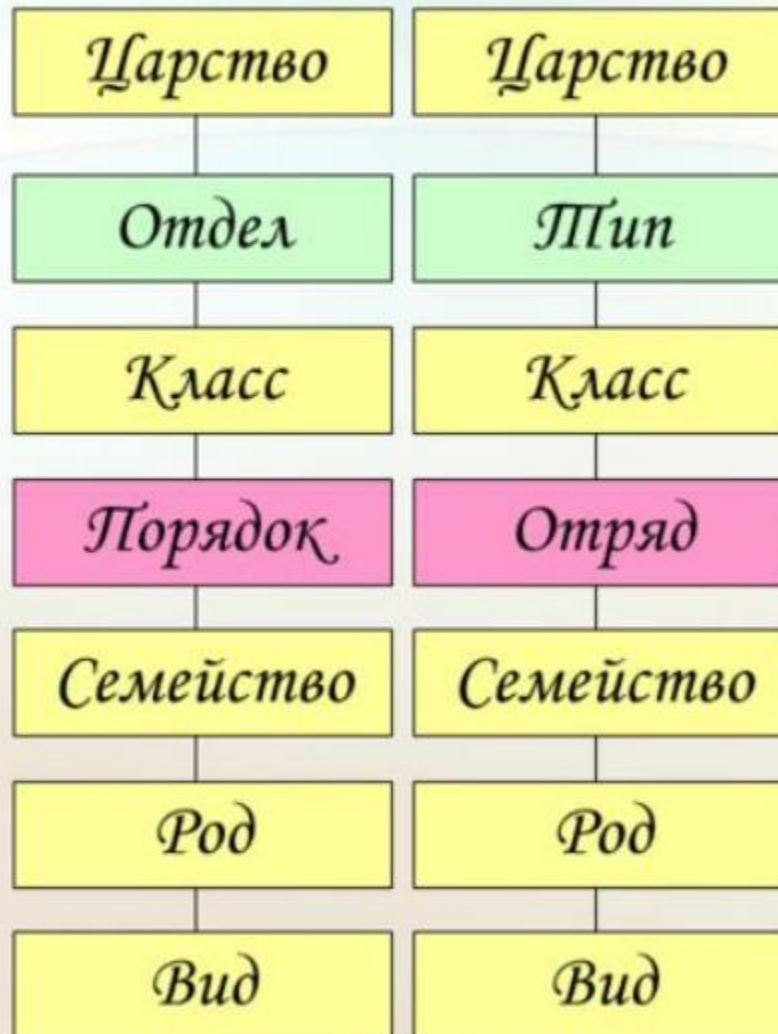 Царство Царство
Отдел Тип
Класс Класс
Порядок Отряд
Семейство Семейство
Род Род
Вид Вид